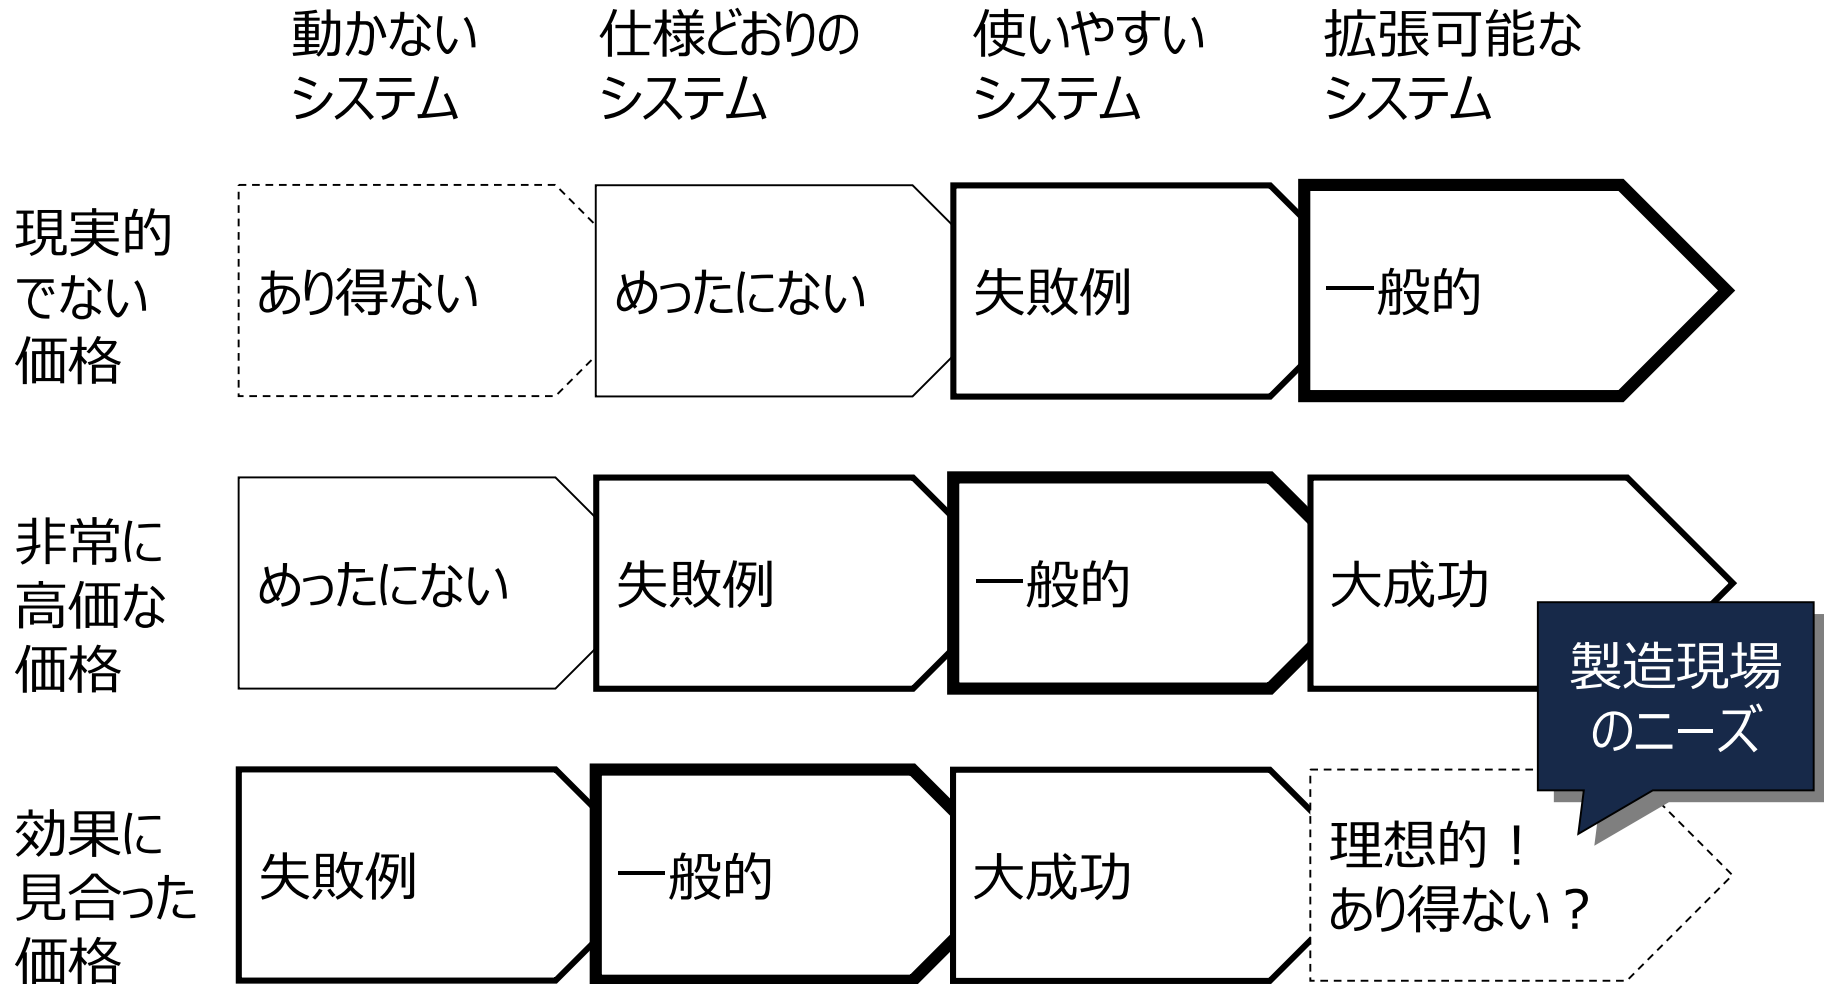 動かない
システム
仕様どおりの
システム
使いやすい
システム
拡張可能な
システム
現実的
でない
価格
あり得ない
めったにない
失敗例
一般的
非常に
高価な
価格
めったにない
失敗例
一般的
大成功
製造現場
のニーズ
効果に
見合った
価格
失敗例
一般的
大成功
理想的！
あり得ない？